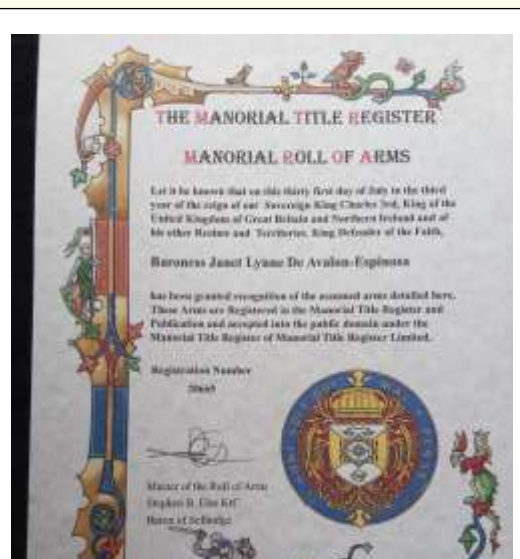 THE MANORIAL TITLE REGISTER
MANORIAL ROLL OF ARMS
Let it be known that on this thirty first day of July in the third
year of the reign of our Sovereign King Charles 3rd, King of the
United Kingdom of Great Britain and Northern Ireland and of
his other Realms and Territories, King Defender of the Faith,
Baroness Janet Lynne De Avalon-Espinosa
has been granted recognition of the assumed arms detailed here.
These Arms are Registered in the Manorial Title Register and
Publication and accepted into the public domain under the
Manorial Title Register of Manorial Title Register Limited.
Registration Number
Master of the Roll of Arms
Stephen B.
Baron of